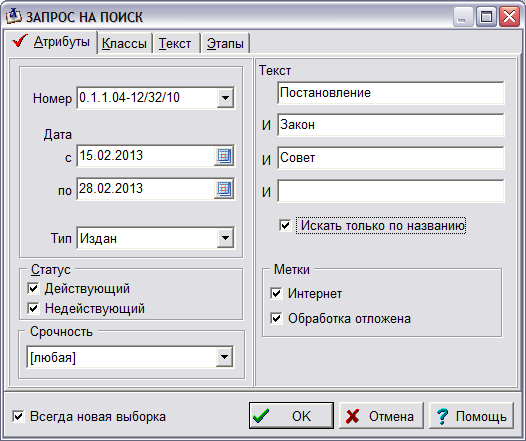 ЗАПРОС НА ПОИСК
Атрибуты Классы Текст Этапы
Номер 0.1.1.04-12/32/10
Дата
с 15.02.2013
по 28.02.2013
Тип Издан
Статус
Действующий
Недействующий
Срочность
[любая]
Текст
Постановление
И Закон
И Совет
И
Искать только по названию
Метки
Интернет
Обработка отложена
Всегда новая выборка
OK Отмена ? Помощь